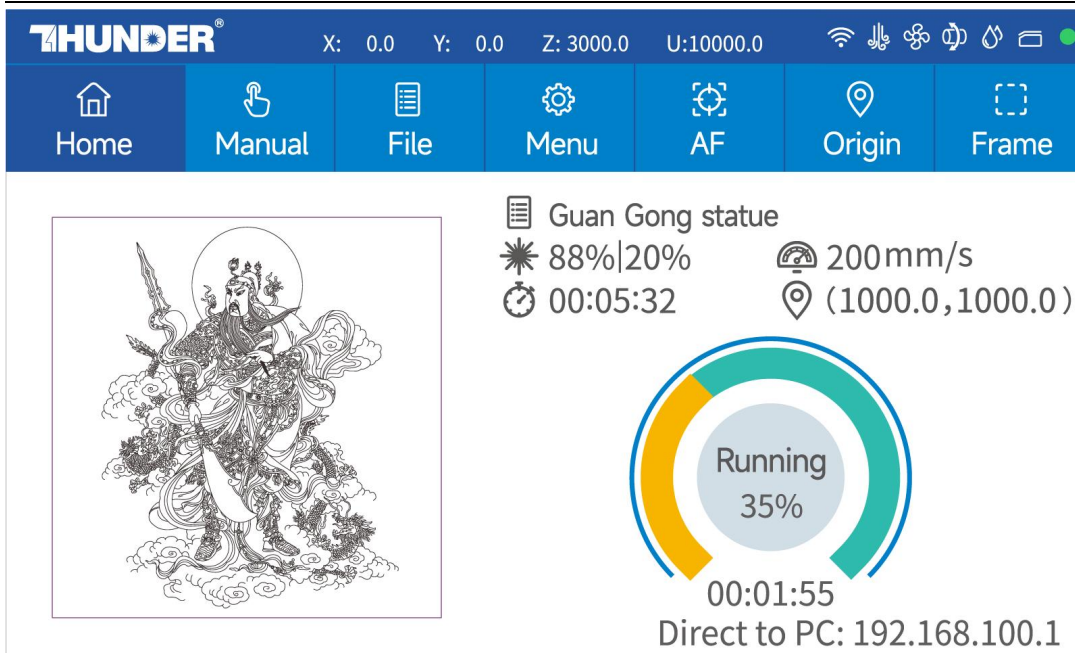 THUNDER® X: 0.0 Y: 0.0 Z: 3000.0 U:10000.0
Home Manual File Menu AF Origin Frame
Guan Gong statue
88%|20% 200mm/s
00:05:32 (1000.0,1000.0)
Running
35%
00:01:55
Direct to PC: 192.168.100.1